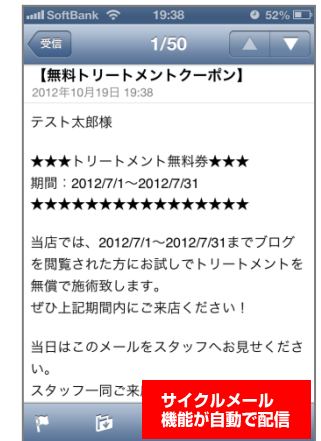 SoftBank 19:38 52%
受信 1/50
【無料トリートメントクーポン】
2012年10月19日 19:38
テスト太郎様
★★★トリートメント無料券★★★
期間：2012/7/1〜2012/7/31
★★★★★★★★★★★★★★★★
当店では、2012/7/1〜2012/7/31までブログ
を閲覧された方にお試しでトリートメントを
無償で施術致します。
ぜひ上記期間内にご来店ください！
当日はこのメールをスタッフへお見せくださ
い。
スタッフ一同ご来
サイクルメール
機能が自動で配信